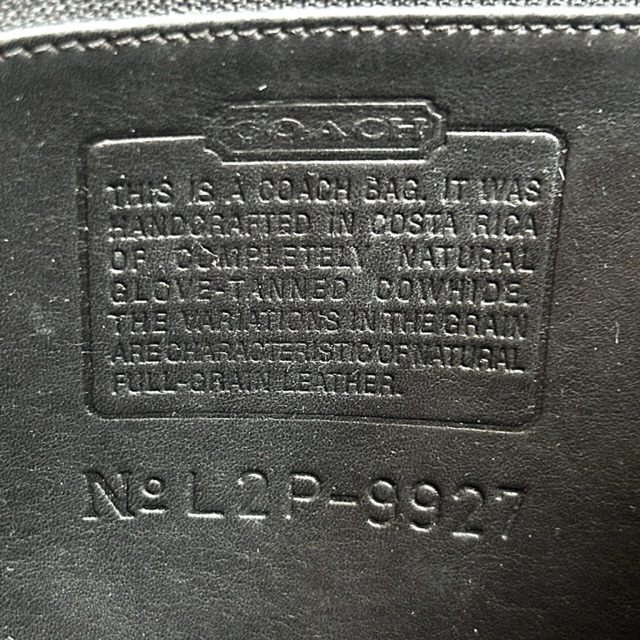 COACH
THIS IS A COACH BAG. IT WAS
HANDCRAFTED IN COSTA RICA
OF COMPLETELY NATURAL
GLOVE-TANNED COWHIDE.
THE VARIATIONS IN THE GRAIN
ARE CHARACTERISTIC OF NATURAL
FULL-GRAIN LEATHER.
No L2P-9927